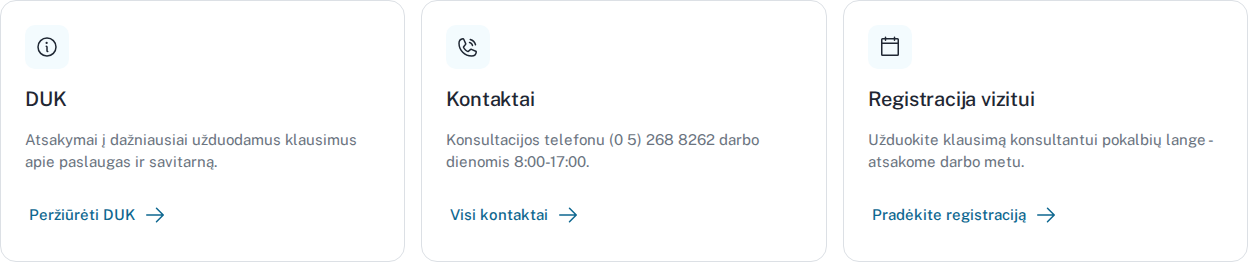 DUK
Atsakymai į dažniausiai užduodamus klausimus
apie paslaugas ir savitarną.
Peržiūrėti DUK
Kontaktai
Konsultacijos telefonu (0 5) 268 8262 darbo
dienomis 8:00-17:00.
Visi kontaktai
Registracija vizitui
Užduokite klausimą konsultantui pokalbių lange -
atsakome darbo metu.
Pradėkite registraciją